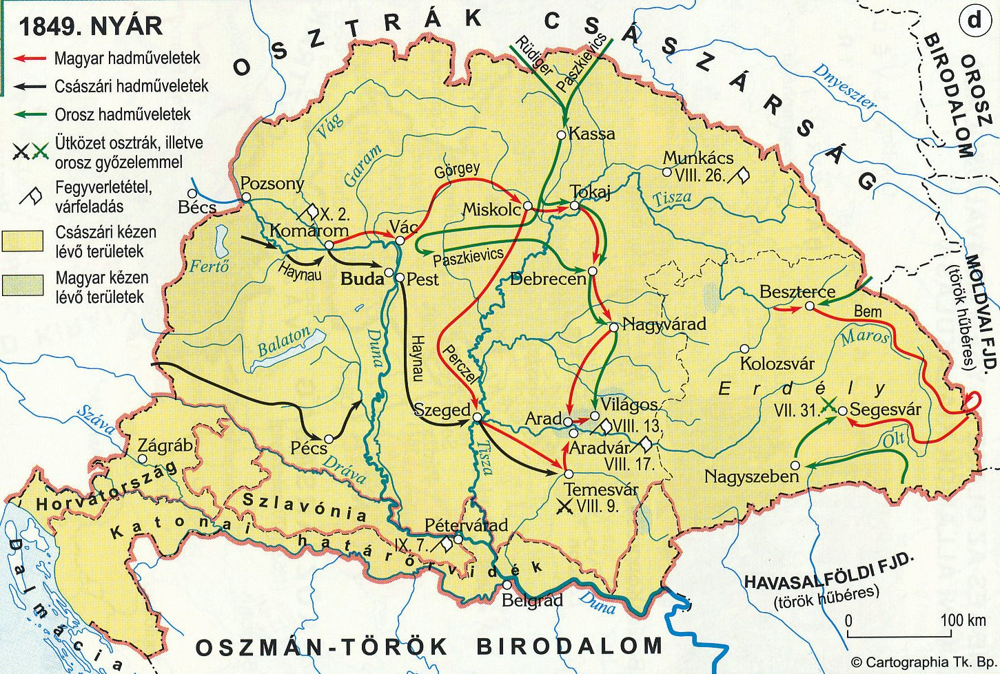 1849. NYÁR
Magyar hadműveletek
Császári hadműveletek
Orosz hadműveletek
Ütközet osztrák, illetve
orosz győzelemmel
Fegyverletétel,
várfeladás
Császári kézen
lévő területek
Magyar kézen
lévő területek
d
OSZTRÁK CSÁSZÁRSÁG
OROSZ
BIRODALOM
Dnyeszter
Rüdiger
Paszkievics
Kassa
Vág
Garam
Görgey
Munkács
VIII. 26.
Tisza
Pozsony
Bécs
X. 2.
Komárom
Vác
Miskolc
Tokaj
Fertő
Haynau
Buda
Pest
Paszkievics
Debrecen
MOLDVAI FJD.
(török hűbéres)
Beszterce
Bem
Nagyvárad
Maros
Balaton
Duna
Haynau
Perczel
Kolozsvár
Erdély
Szeged
Világos
VIII. 13.
Arad
Aradvár
VIII. 17.
VII. 31.
Segesvár
Olt
Száva
Zágráb
Pécs
Dráva
Tisza
Nagyszeben
Temesvár
VIII. 9.
Horvátország
Szlavónia
Katonai határőrvidék
Pétervárad
IX. 7.
Dalmácia
Belgrád
Duna
HAVASALFÖLDI FJD.
(török hűbéres)
OSZMÁN-TÖRÖK BIRODALOM
0 100 km
© Cartographia Tk. Bp.